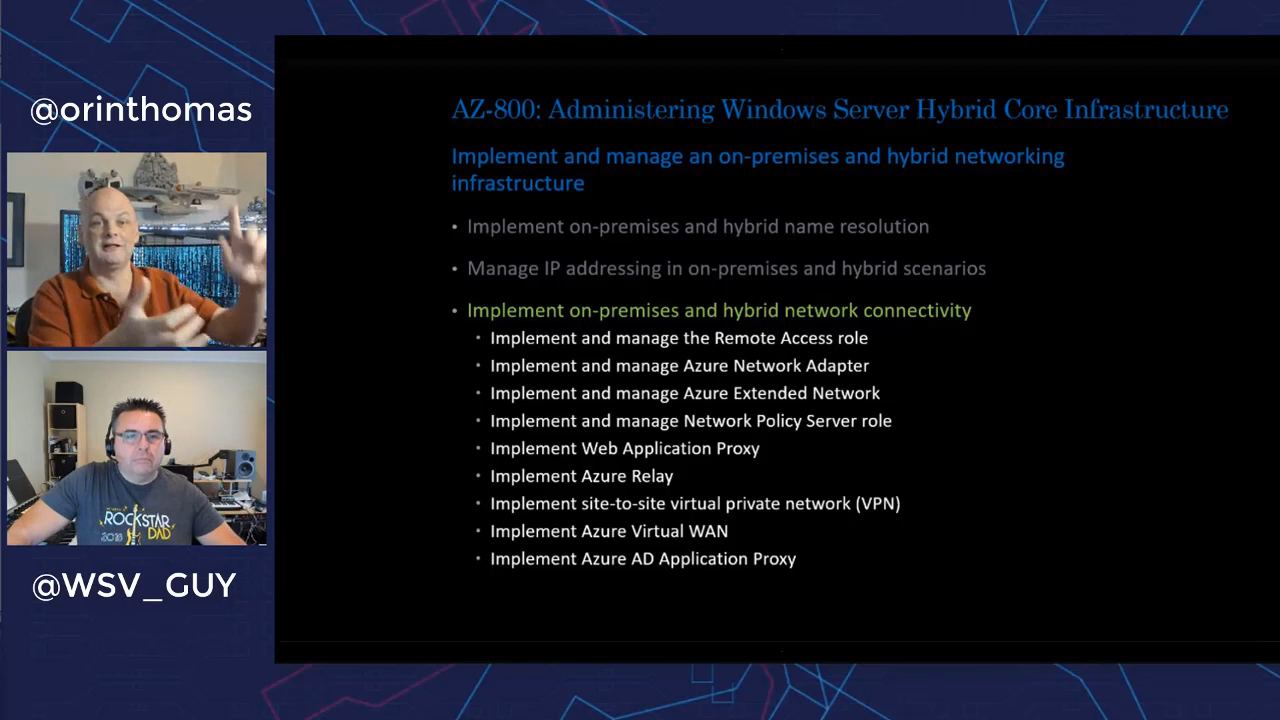 @orinthomas
ROCKSTAR
DAD
@WSV_GUY
AZ-800: Administering Windows Server Hybrid Core Infrastructure
Implement and manage an on-premises and hybrid networking
infrastructure
• Implement on-premises and hybrid name resolution
• Manage IP addressing in on-premises and hybrid scenarios
• Implement on-premises and hybrid network connectivity
• Implement and manage the Remote Access role
• Implement and manage Azure Network Adapter
• Implement and manage Azure Extended Network
• Implement and manage Network Policy Server role
• Implement Web Application Proxy
• Implement Azure Relay
• Implement site-to-site virtual private network (VPN)
• Implement Azure Virtual WAN
• Implement Azure AD Application Proxy